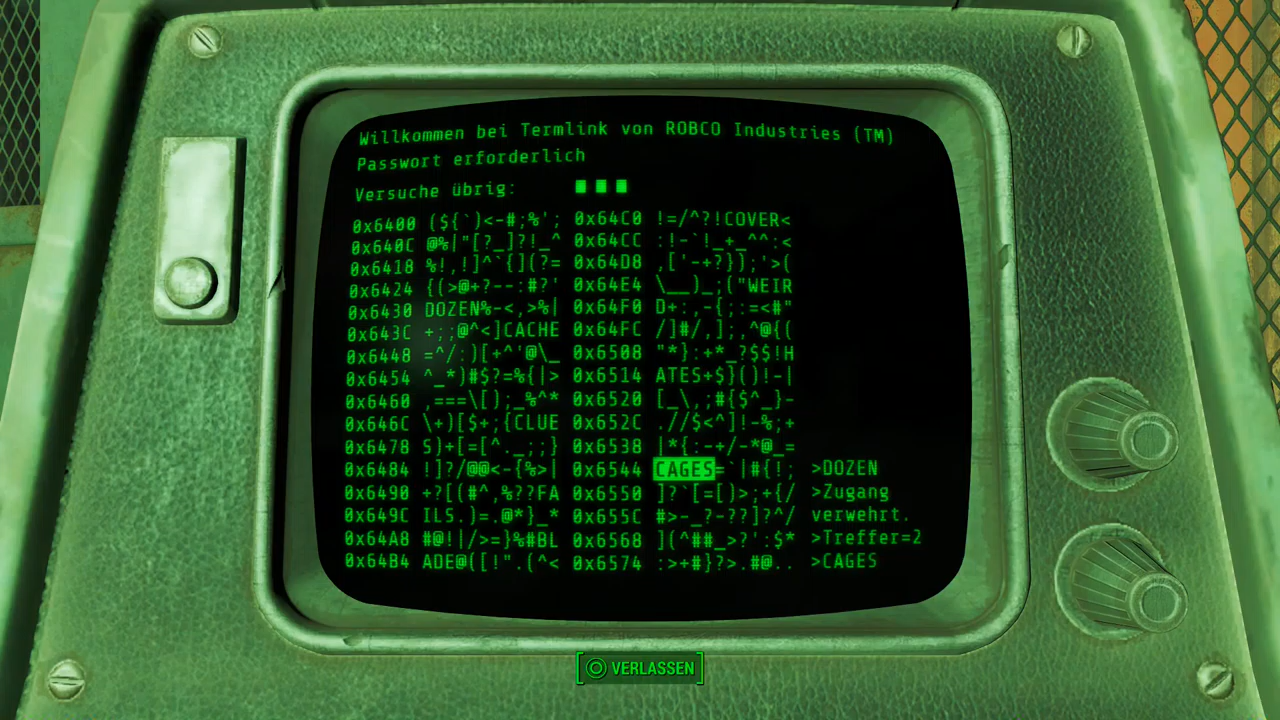 Willkommen bei Termlink von ROBCO Industries (TM)
Passwort erforderlich
Versuche übrig: ■ ■ ■
0x6400 (${`)<-#;%'; 0x64C0 !=/^?!COVER<
0x640C @%|"[?_]?!_^ 0x64CC :!-`!_+_^^:<
0x6418 %!,!]^`{](?= 0x64D8 ,['-+?}];'>(
0x6424 {(>@+?--:#?' 0x64E4 \__)_;("WEIR
0x6430 DOZEN%-<,>%| 0x64F0 D+:,-{;:=<#"
0x643C +;;@^<]CACHE 0x64FC /]#/,];,^@{(
0x6448 =^/:)[+^'@\_ 0x6508 "*}:+*_?$$!H
0x6454 ^_*)#$?=%{|> 0x6514 ATES+$}()!-|
0x6460 ,===\[);_%^* 0x6520 [_\,;#{$^_}-
0x646C \+)[$+;{CLUE 0x652C .//$<^]!-%;+
0x6478 S)+[=[^._;;} 0x6538 |*{:-+/-*@_=
0x6484 !]?/@@<-{%>| 0x6544 CAGES=`|#{!; >DOZEN
0x6490 +?[(#^,%??FA 0x6550 ]?`[=[)>;+{/ >Zugang
0x649C ILS.)=.@*}_* 0x655C #>-_?-??]?^/ verwehrt.
0x64A8 #@!|/>=}%#BL 0x6568 ](^##_>?':$* >Treffer=2
0x64B4 ADE@([!".(^< 0x6574 :>+#}?>.#@.. >CAGES
VERLASSEN